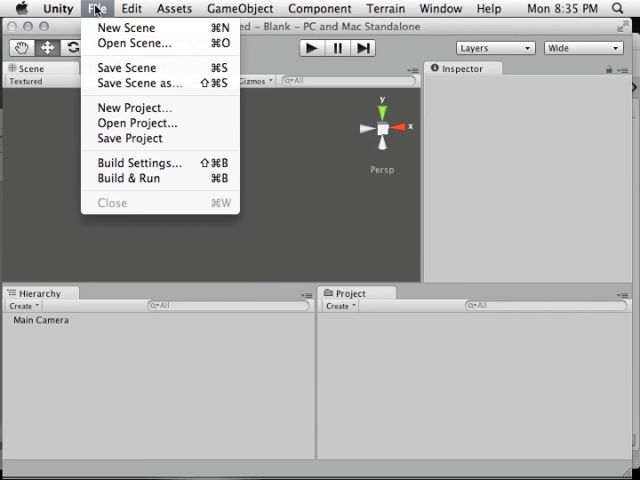 Unity File Edit Assets GameObject Component Terrain Window Help Mon 8:35 PM
ed - Blank - PC and Mac Standalone
New Scene ⌘N
Open Scene... ⌘O
Save Scene ⌘S
Save Scene as... ⇧⌘S
New Project...
Open Project...
Save Project
Build Settings... ⇧⌘B
Build & Run ⌘B
Close ⌘W
Layers Wide
Scene
Textured Gizmos All
y
x
Persp
Inspector
Hierarchy
Create All
Main Camera
Project
Create All